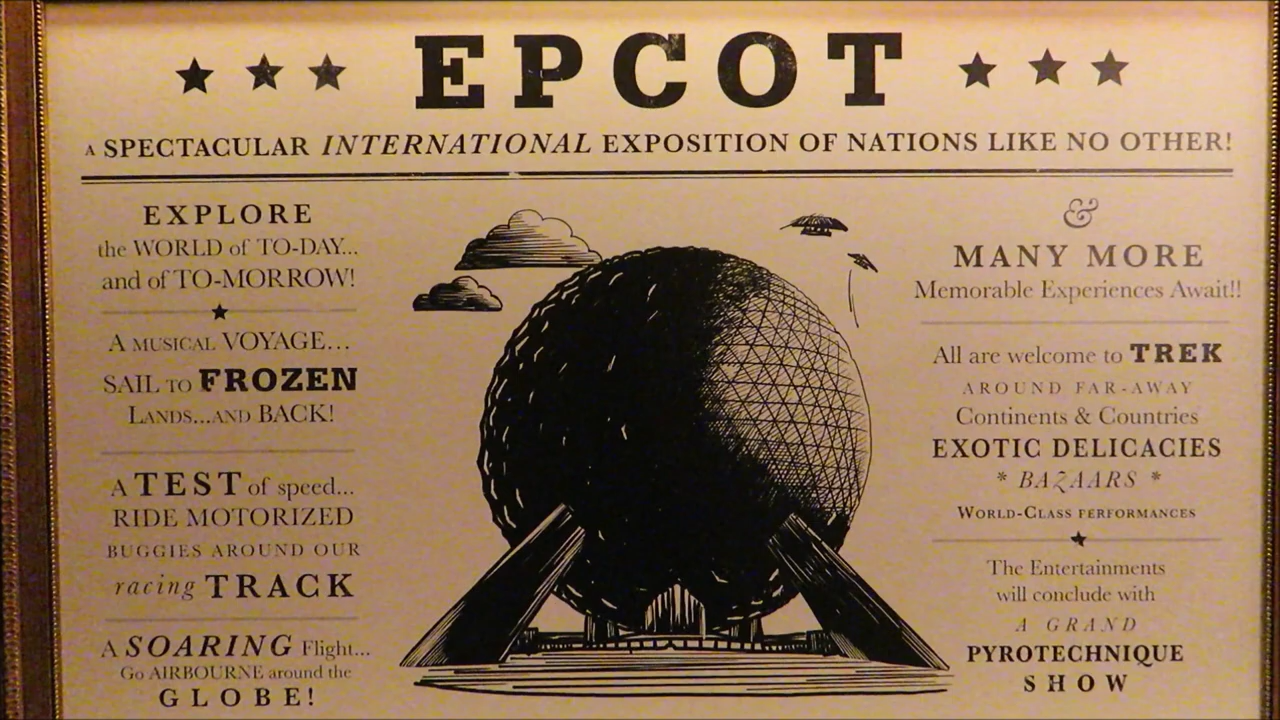 EPCOT
A SPECTACULAR INTERNATIONAL EXPOSITION OF NATIONS LIKE NO OTHER!
EXPLORE
the WORLD of TO-DAY...
and of TO-MORROW!
A MUSICAL VOYAGE...
SAIL TO FROZEN
LANDS...AND BACK!
A TEST of speed...
RIDE MOTORIZED
BUGGIES AROUND OUR
racing TRACK
A SOARING Flight...
Go AIRBOURNE around the
GLOBE!
&
MANY MORE
Memorable Experiences Await!!
All are welcome to TREK
AROUND FAR-AWAY
Continents & Countries
EXOTIC DELICACIES
* BAZAARS *
WORLD-CLASS PERFORMANCES
The Entertainments
will conclude with
A GRAND
PYROTECHNIQUE
SHOW